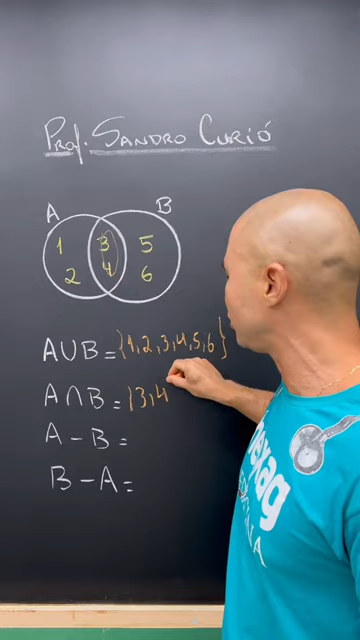 Prof. SANDRO CURIÓ
A B
1 3 5
2 4 6
A∪B={1,2,3,4,5,6}
A∩B={3,4
A-B=
B-A=